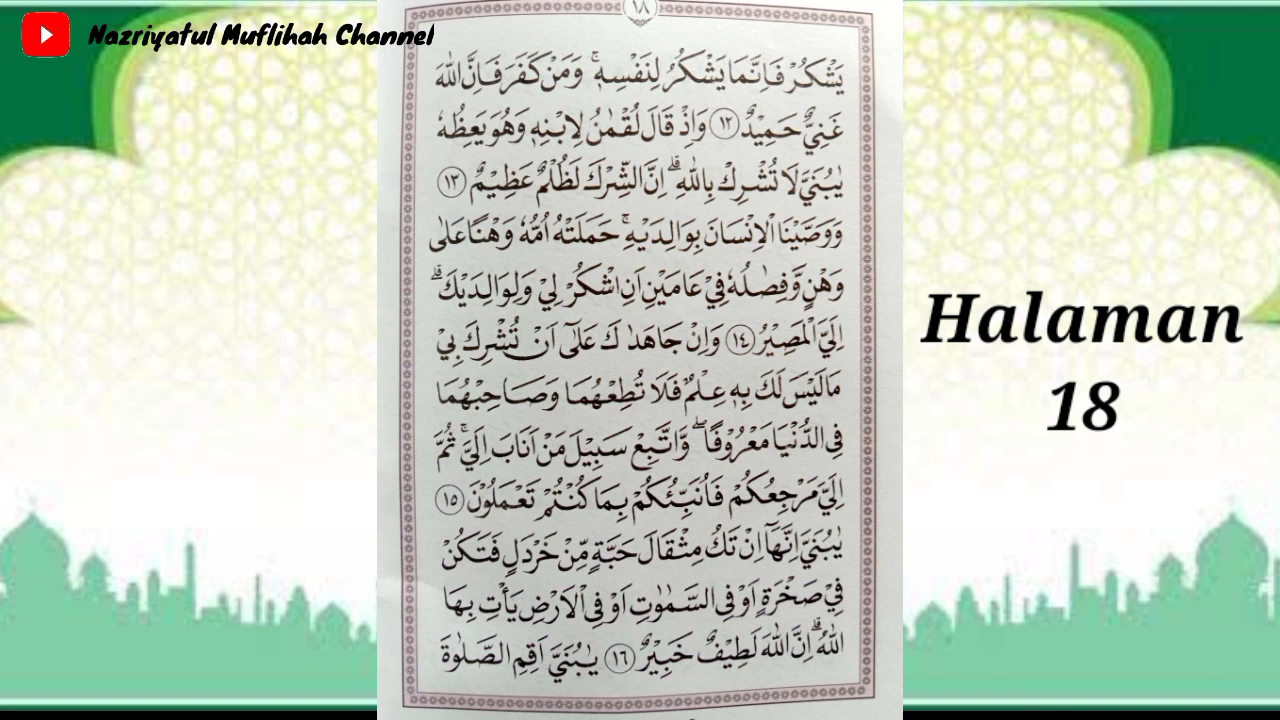 Nazriyatul Muflihah Channel
١٨
يَشْكُرْ فَاِنَّمَا يَشْكُرُ لِنَفْسِهٖۚ وَمَنْ كَفَرَ فَاِنَّ اللّٰهَ
غَنِيٌّ حَمِيْدٌ ١٢ وَاِذْ قَالَ لُقْمٰنُ لِابْنِهٖ وَهُوَ يَعِظُهٗ
يٰبُنَيَّ لَا تُشْرِكْ بِاللّٰهِ ۗاِنَّ الشِّرْكَ لَظُلْمٌ عَظِيْمٌ ١٣
وَوَصَّيْنَا الْاِنْسَانَ بِوَالِدَيْهِۚ حَمَلَتْهُ اُمُّهٗ وَهْنًا عَلٰى
وَهْنٍ وَّفِصٰلُهٗ فِيْ عَامَيْنِ اَنِ اشْكُرْ لِيْ وَلِوَالِدَيْكَۗ
اِلَيَّ الْمَصِيْرُ ١٤ وَاِنْ جَاهَدٰكَ عَلٰٓى اَنْ تُشْرِكَ بِيْ
مَا لَيْسَ لَكَ بِهٖ عِلْمٌ فَلَا تُطِعْهُمَا وَصَاحِبْهُمَا
فِى الدُّنْيَا مَعْرُوْفًا ۖوَّاتَّبِعْ سَبِيْلَ مَنْ اَنَابَ اِلَيَّۚ ثُمَّ
اِلَيَّ مَرْجِعُكُمْ فَاُنَبِّئُكُمْ بِمَا كُنْتُمْ تَعْمَلُوْنَ ١٥
يٰبُنَيَّ اِنَّهَآ اِنْ تَكُ مِثْقَالَ حَبَّةٍ مِّنْ خَرْدَلٍ فَتَكُنْ
فِيْ صَخْرَةٍ اَوْ فِى السَّمٰوٰتِ اَوْ فِى الْاَرْضِ يَأْتِ بِهَا
اللّٰهُ ۗاِنَّ اللّٰهَ لَطِيْفٌ خَبِيْرٌ ١٦ يٰبُنَيَّ اَقِمِ الصَّلٰوةَ
Halaman
18